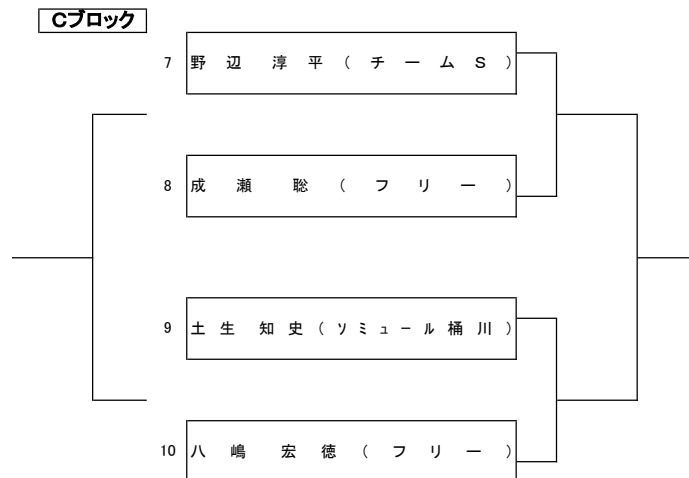 Cブロック
7 野辺 淳平(チームS)
8 成瀬 聡(フリー)
9 土生 知史(ソミュール桶川)
10 八嶋 宏徳(フリー)